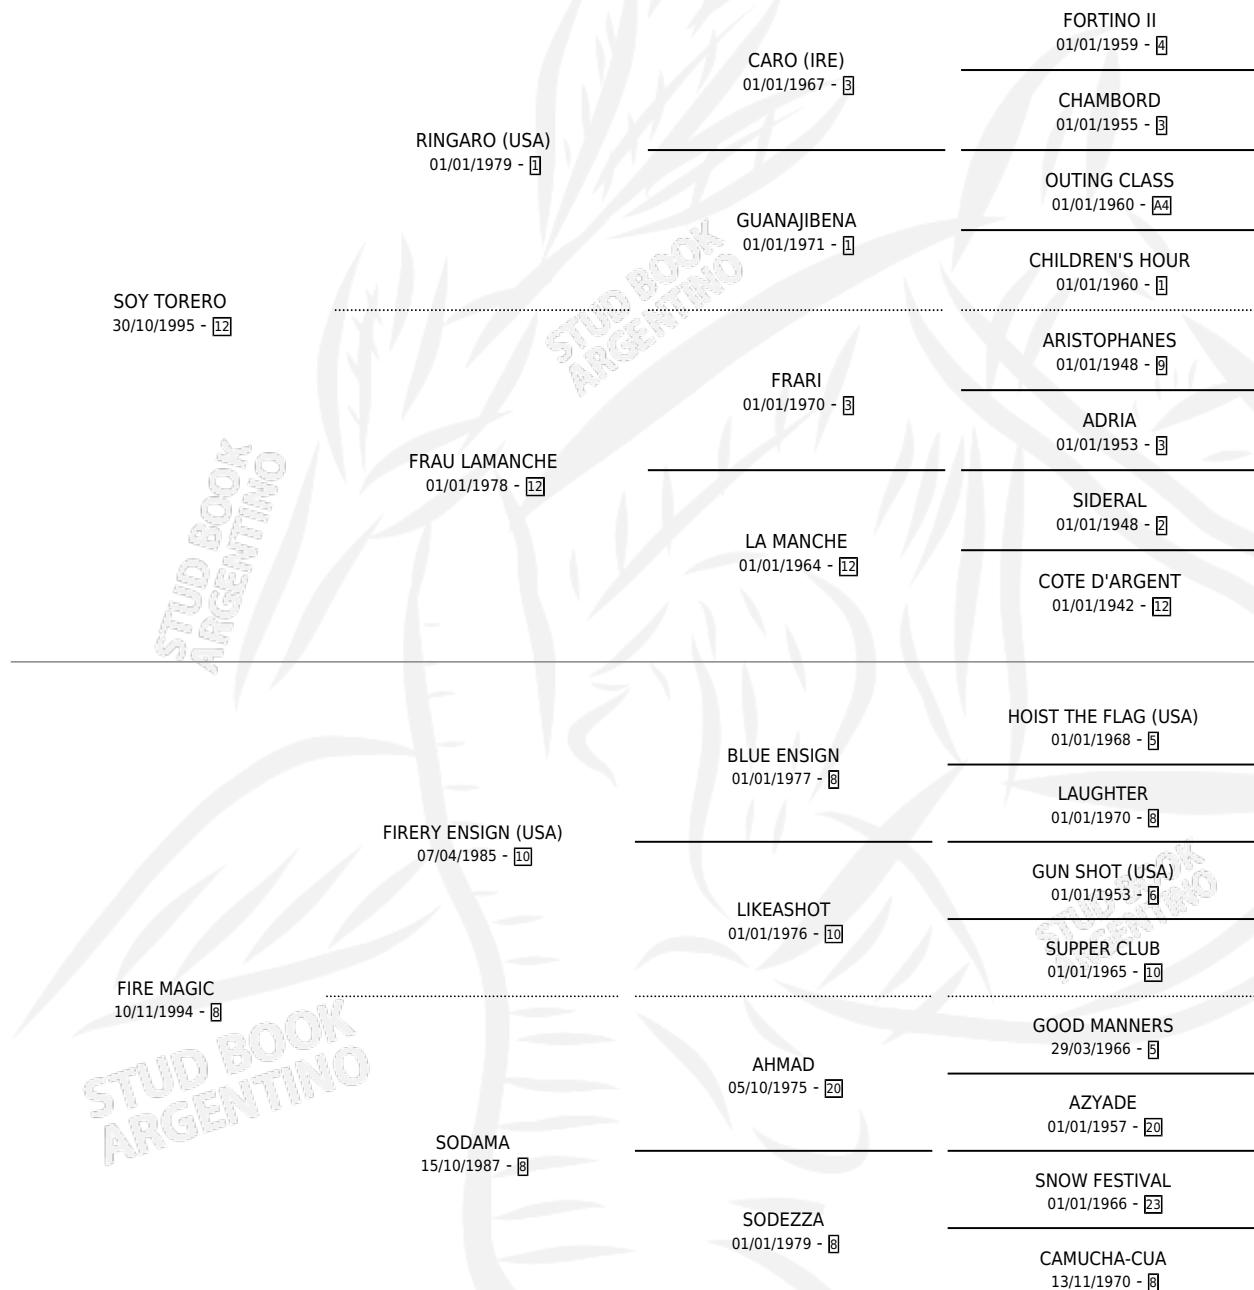 FORTINO II
01/01/1959 - 4
CARO (IRE)
01/01/1967 - 3
CHAMBORD
01/01/1955 - 3
RINGARO (USA)
01/01/1979 - 1
OUTING CLASS
01/01/1960 - A4
GUANAJIBENA
01/01/1971 - 1
CHILDREN'S HOUR
01/01/1960 - 1
SOY TORERO
30/10/1995 - 12
STUD BOOK
ARGENTINO
ARISTOPHANES
01/01/1948 - 9
FRARI
01/01/1970 - 3
ADRIA
01/01/1953 - 3
FRAU LAMANCHE
01/01/1978 - 12
SIDERAL
01/01/1948 - 2
LA MANCHE
01/01/1964 - 12
COTE D'ARGENT
01/01/1942 - 12
STUD BOOK
ARGENTINO
HOIST THE FLAG (USA)
01/01/1968 - 5
BLUE ENSIGN
01/01/1977 - 8
LAUGHTER
01/01/1970 - 8
FIRERY ENSIGN (USA)
07/04/1985 - 10
GUN SHOT (USA)
01/01/1953 - 6
LIKEASHOT
01/01/1976 - 10
SUPPER CLUB
01/01/1965 - 10
STUD BOOK
ARGENTINO
FIRE MAGIC
10/11/1994 - 8
GOOD MANNERS
29/03/1966 - 5
AHMAD
05/10/1975 - 20
AZYADE
01/01/1957 - 20
STUD BOOK
ARGENTINO
SODAMA
15/10/1987 - 8
SNOW FESTIVAL
01/01/1966 - 23
SODEZZA
01/01/1979 - 8
CAMUCHA-CUA
13/11/1970 - 8